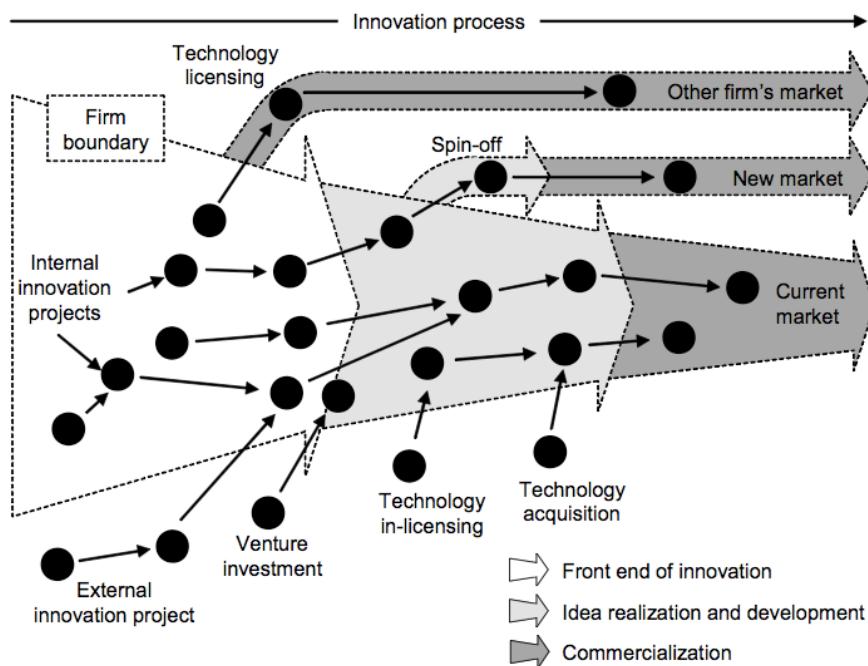 Innovation process
Technology
licensing
Other firm's market
Firm
boundary
Spin-off
New market
Internal
innovation
projects
Current
market
Technology
in-licensing
Technology
acquisition
Venture
investment
External
innovation project
Front end of innovation
Idea realization and development
Commercialization